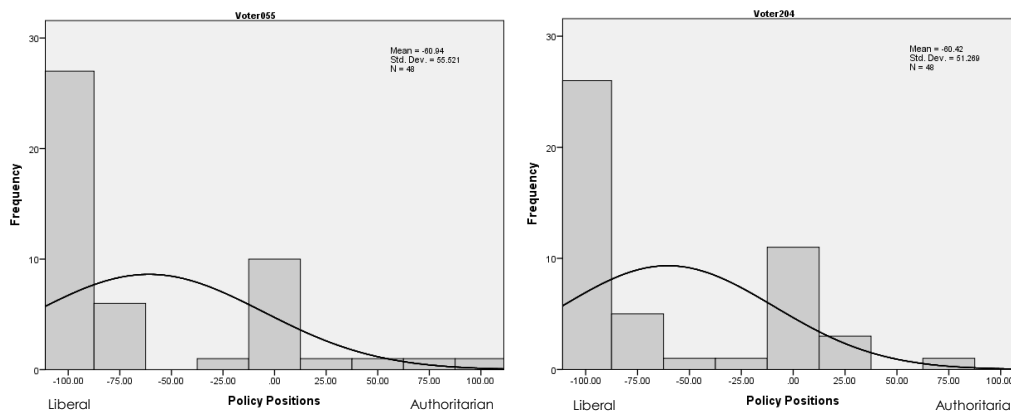 Voter055
30
20
10
0
Frequency
Mean = -60.94
Std. Dev. = 55.521
N = 48
-100.00 -75.00 -50.00 -25.00 .00 25.00 50.00 75.00 100.00
Liberal Policy Positions Authoritarian
Voter204
30
20
10
0
Frequency
Mean = -60.42
Std. Dev. = 51.269
N = 48
-100.00 -75.00 -50.00 -25.00 .00 25.00 50.00 75.00 100.00
Liberal Policy Positions Authoritaria